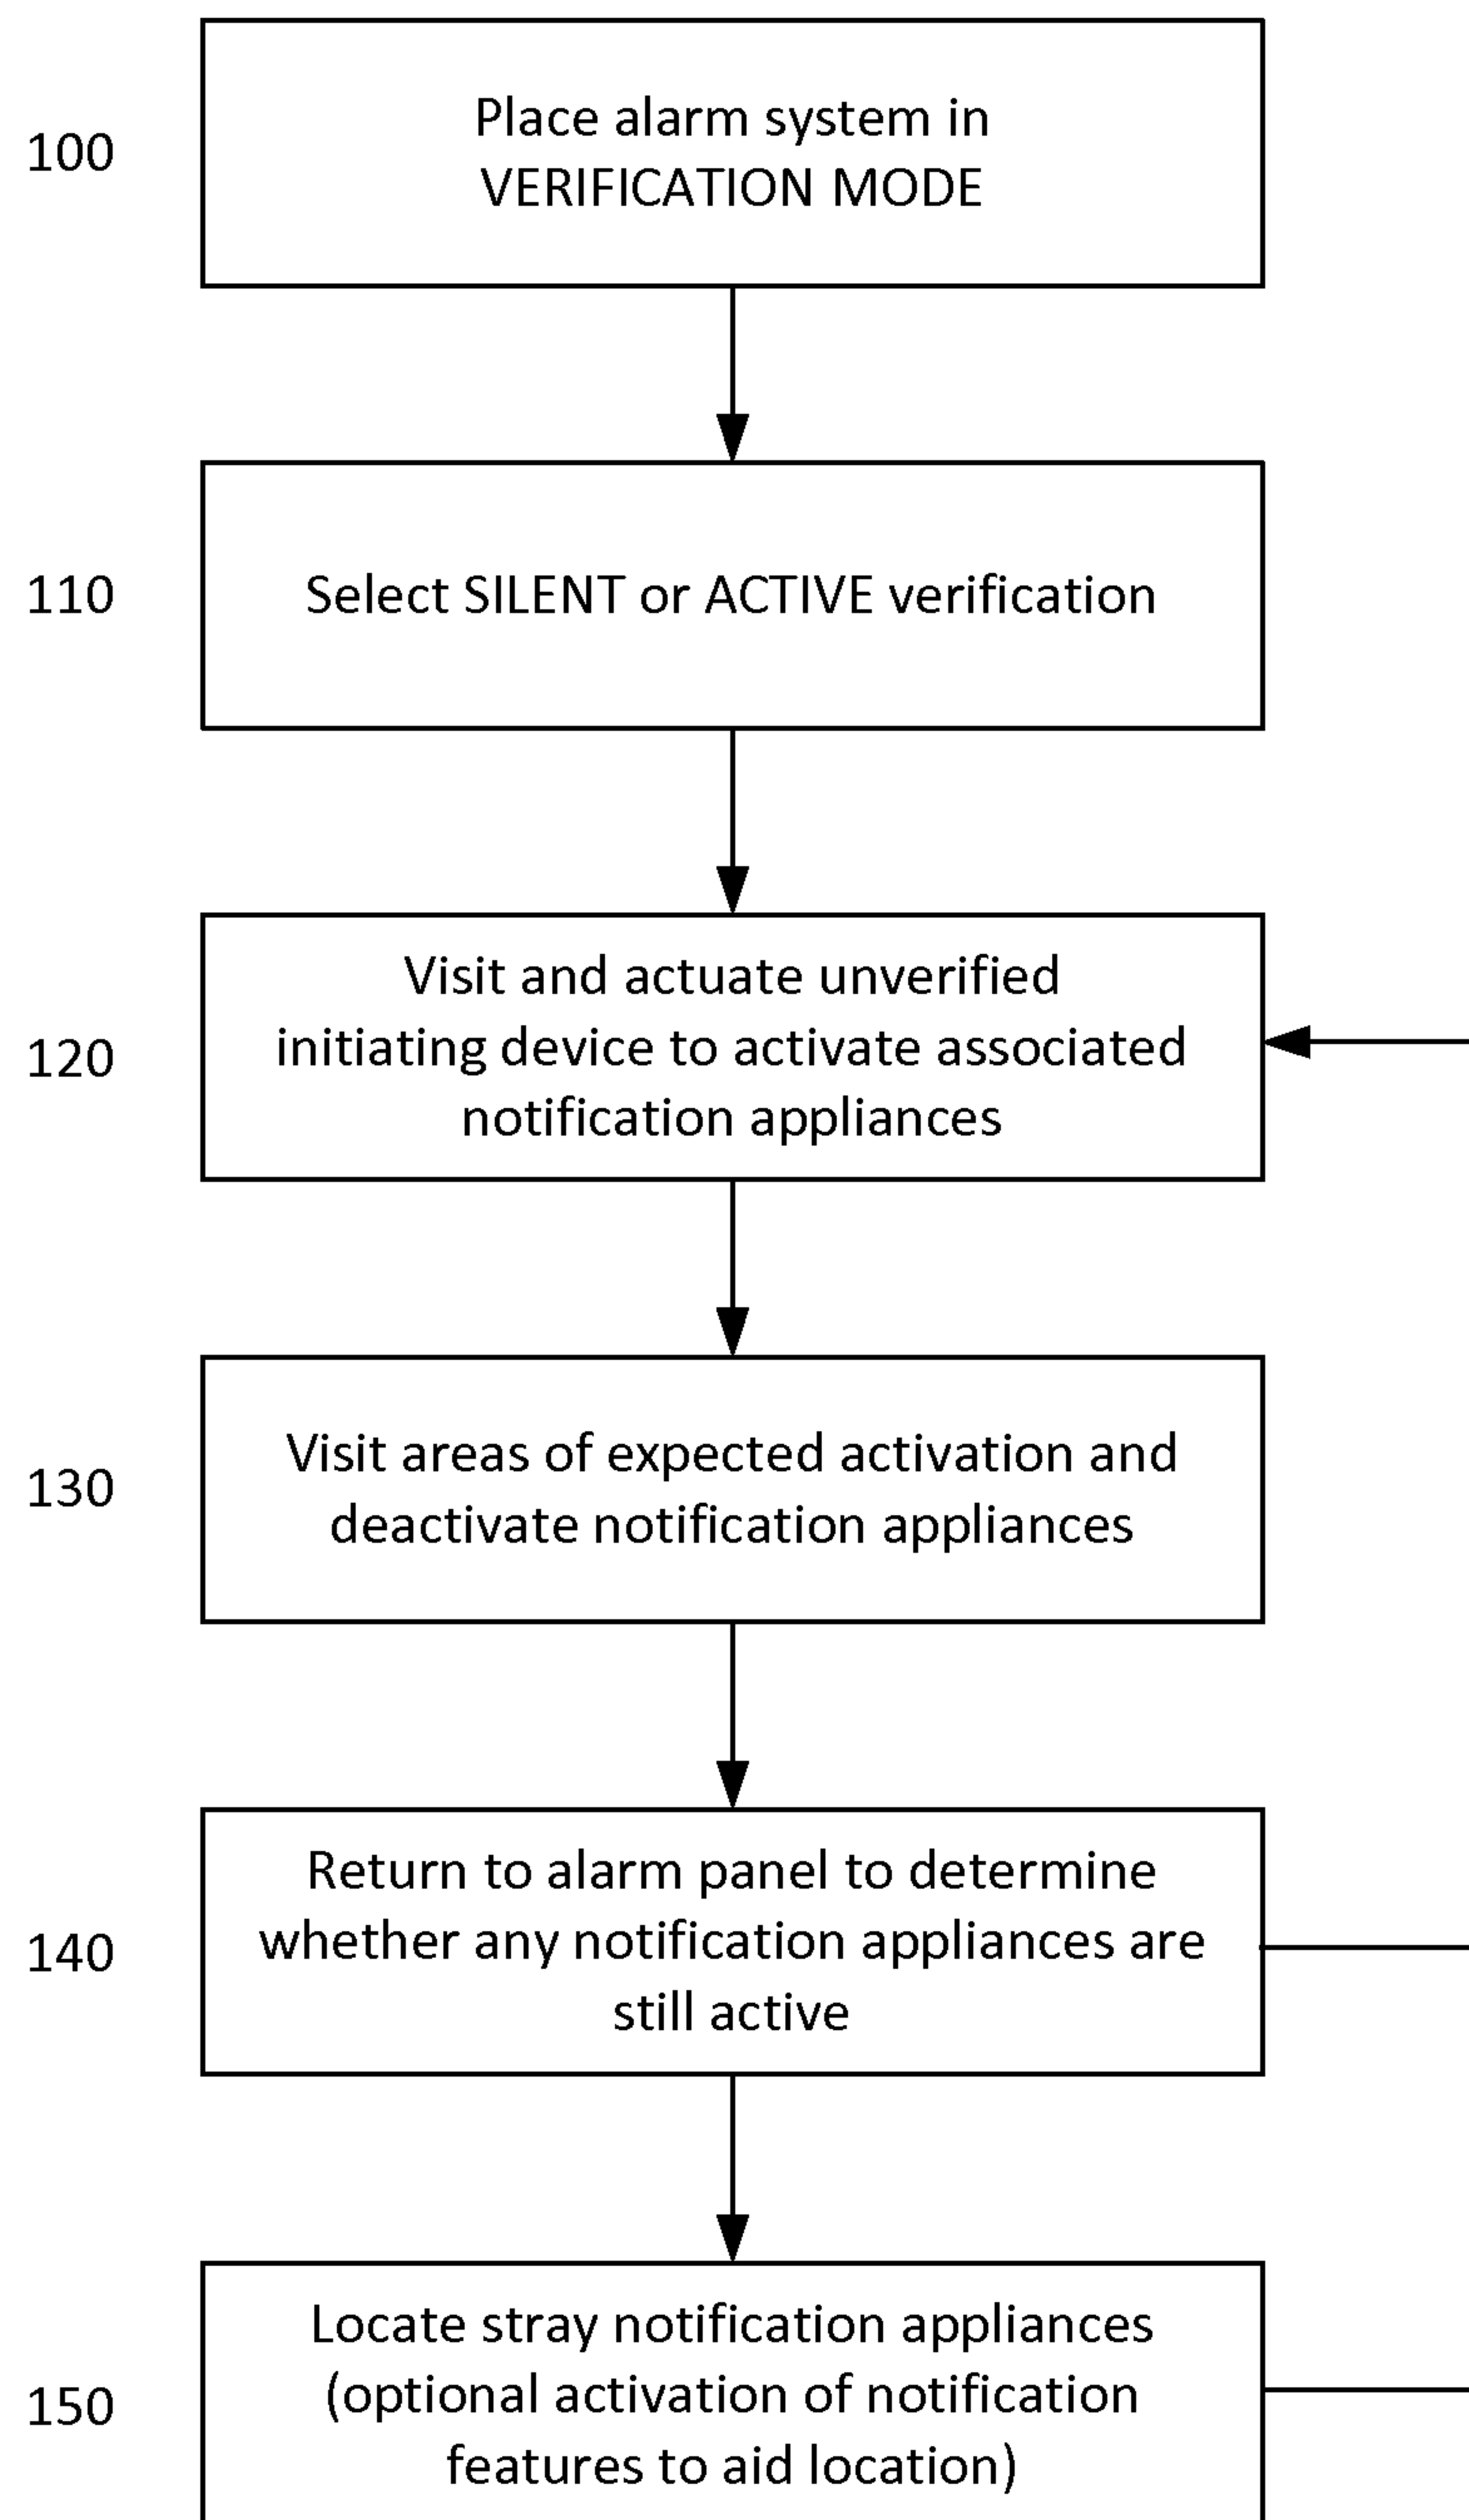 100
Place alarm system in
VERIFICATION MODE
110
Select SILENT or ACTIVE verification
120
Visit and actuate unverified
initiating device to activate associated
notification appliances
130
Visit areas of expected activation and
deactivate notification appliances
140
Return to alarm panel to determine
whether any notification appliances are
still active
150
Locate stray notification appliances
(optional activation of notification
features to aid location)